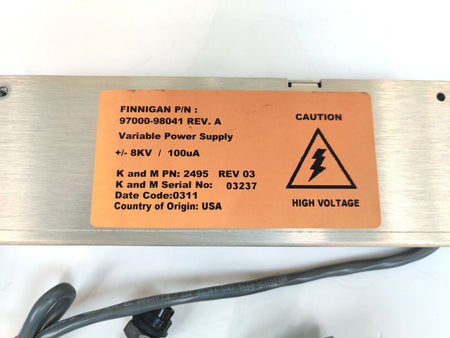 FINNIGAN P/N :
97000-98041 REV. A
Variable Power Supply
+/- 8KV / 100uA
K and M PN: 2495 REV 03
K and M Serial No: 03237
Date Code:0311
Country of Origin: USA
CAUTION
HIGH VOLTAGE